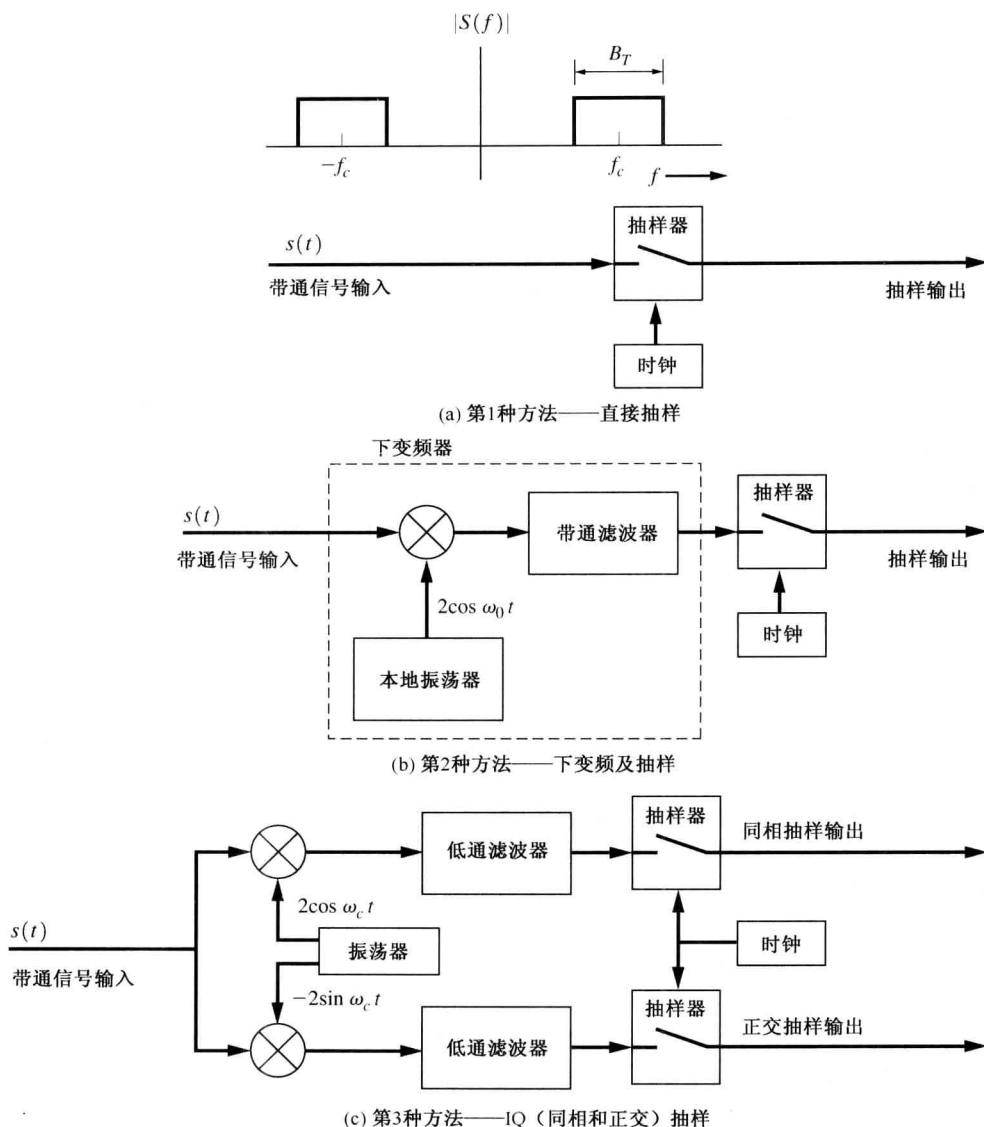 |S(f)|
B_T
−f_c
f_c
f
s(t)
抽样器
带通信号输入
抽样输出
时钟
(a) 第1种方法——直接抽样
下变频器
s(t)
带通滤波器
抽样器
带通信号输入
抽样输出
2cos ω_0 t
时钟
本地振荡器
(b) 第2种方法——下变频及抽样
抽样器
低通滤波器
同相抽样输出
2cos ω_c t
s(t)
振荡器
时钟
带通信号输入
−2sin ω_c t
抽样器
低通滤波器
正交抽样输出
(c) 第3种方法——IQ（同相和正交）抽样